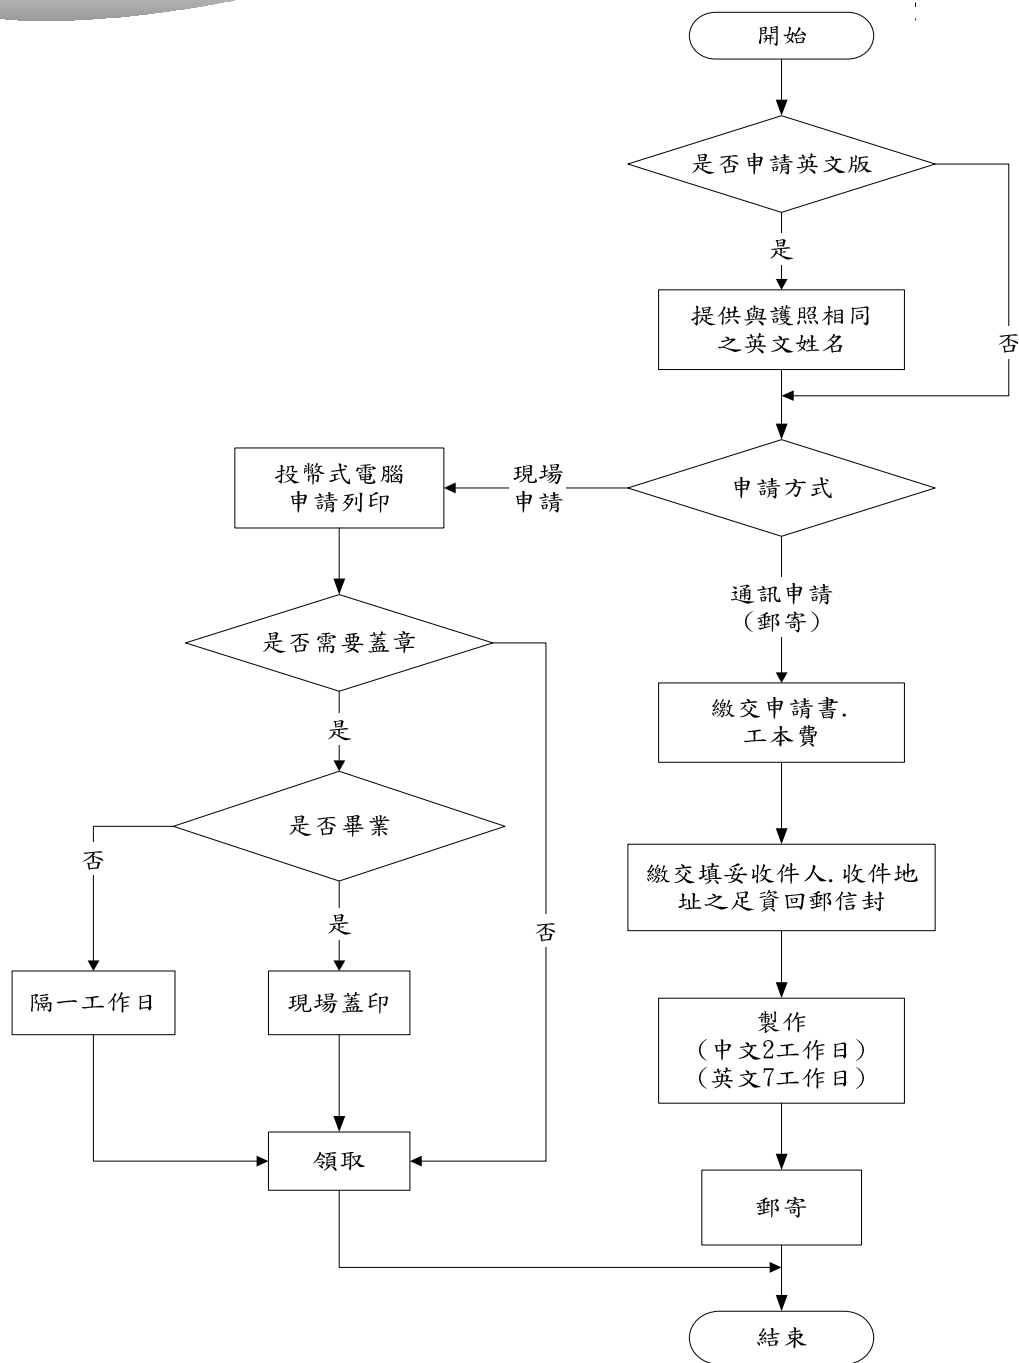 開始
是否申請英文版
是
提供與護照相同
之英文姓名
否
申請方式
現場
申請
投幣式電腦
申請列印
通訊申請
(郵寄)
是否需要蓋章
是
繳交申請書.
工本費
是否畢業
否
是
否
繳交填妥收件人.收件地
址之足資回郵信封
隔一工作日
現場蓋印
製作
(中文2工作日)
(英文7工作日)
領取
郵寄
結束